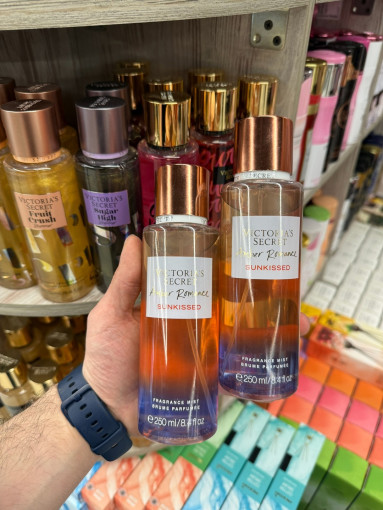 VICTORIA'S
SECRET
Fruit
Crush
VICTORIA'S
SECRET
Sugar
High
VICTORIA'S
SECRET
Amber Romance
SUNKISSED
FRAGRANCE MIST
BRUME PARFUMÉE
℮250 ml/8.4 fl oz
VICTORIA'S
SECRET
Amber Romance
SUNKISSED
FRAGRANCE MIST
BRUME PARFUMÉE
℮250 ml/8.4 fl oz